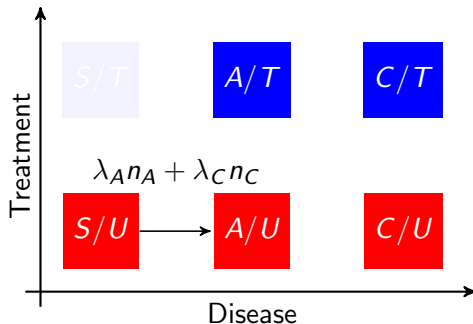 S/T A/T C/T
Treatment
λ_A n_A + λ_C n_C
S/U A/U C/U
Disease